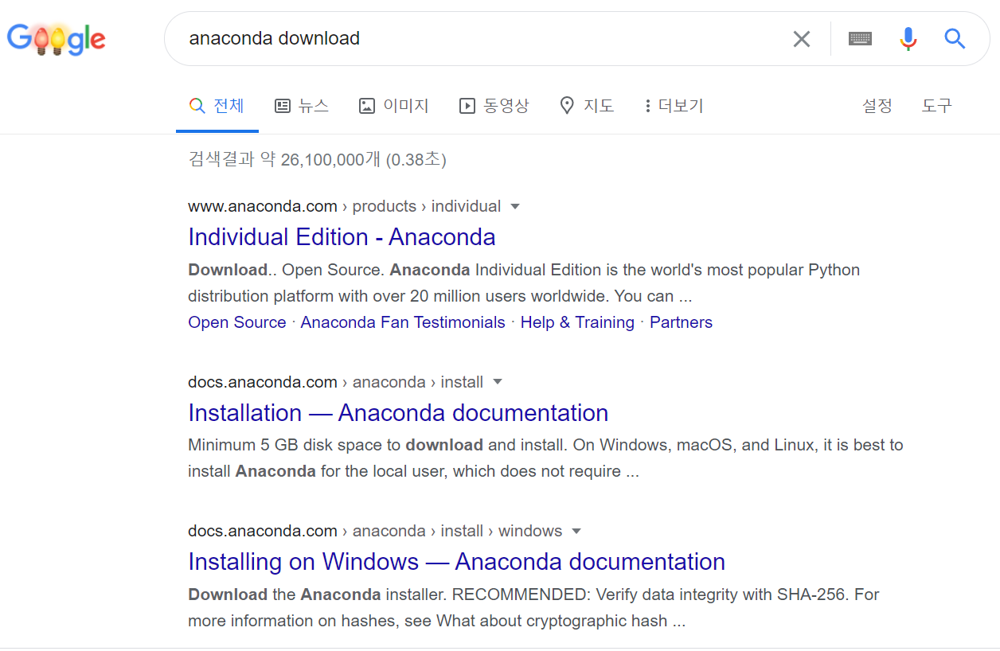 Google
anaconda download
전체 뉴스 이미지 동영상 지도 더보기 설정 도구
검색결과 약 26,100,000개 (0.38초)
www.anaconda.com › products › individual
Individual Edition - Anaconda
Download.. Open Source. Anaconda Individual Edition is the world's most popular Python
distribution platform with over 20 million users worldwide. You can ...
Open Source · Anaconda Fan Testimonials · Help & Training · Partners
docs.anaconda.com › anaconda › install
Installation — Anaconda documentation
Minimum 5 GB disk space to download and install. On Windows, macOS, and Linux, it is best to
install Anaconda for the local user, which does not require ...
docs.anaconda.com › anaconda › install › windows
Installing on Windows — Anaconda documentation
Download the Anaconda installer. RECOMMENDED: Verify data integrity with SHA-256. For
more information on hashes, see What about cryptographic hash ...